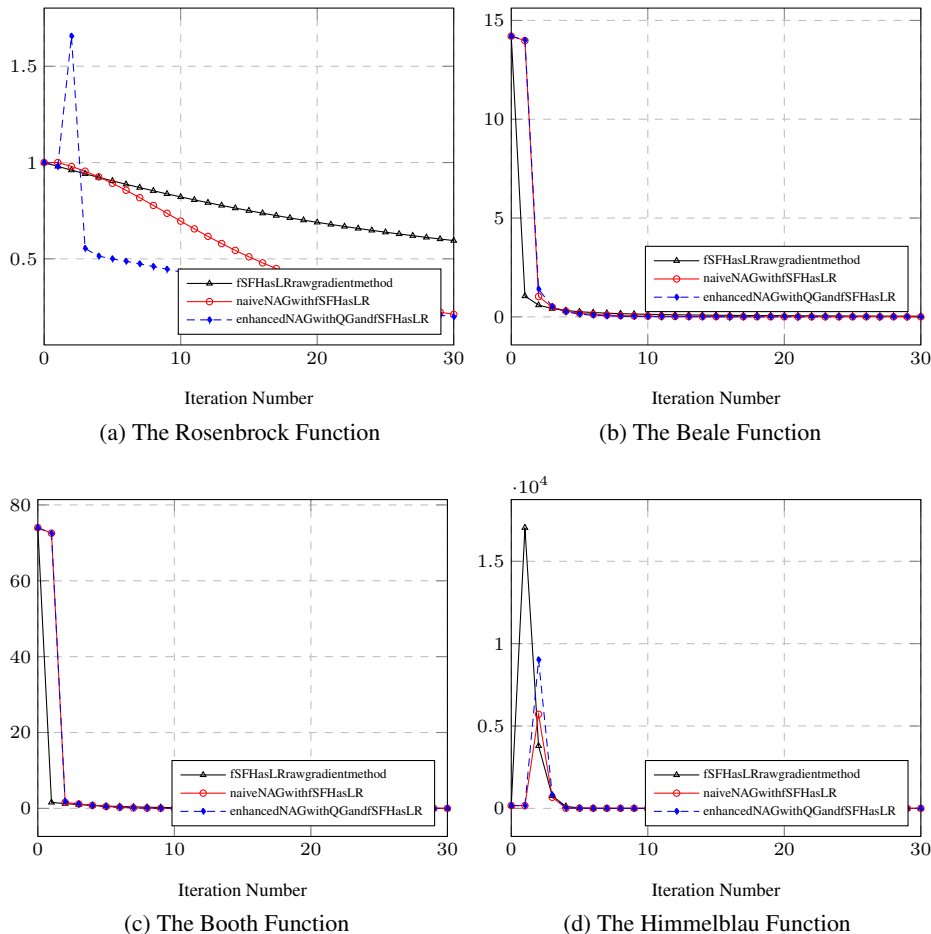 1.5
1
0.5
0 10 20 30
fSFHasLRrawgradientmethod
naiveNAGwithfSFHasLR
enhancedNAGwithQGandfSFHasLR
Iteration Number
(a) The Rosenbrock Function
15
10
5
0
0 10 20 30
fSFHasLRrawgradientmethod
naiveNAGwithfSFHasLR
enhancedNAGwithQGandfSFHasLR
Iteration Number
(b) The Beale Function
80
60
40
20
0
0 10 20 30
fSFHasLRrawgradientmethod
naiveNAGwithfSFHasLR
enhancedNAGwithQGandfSFHasLR
Iteration Number
(c) The Booth Function
·10⁴
1.5
1
0.5
0
0 10 20 30
fSFHasLRrawgradientmethod
naiveNAGwithfSFHasLR
enhancedNAGwithQGandfSFHasLR
Iteration Number
(d) The Himmelblau Function